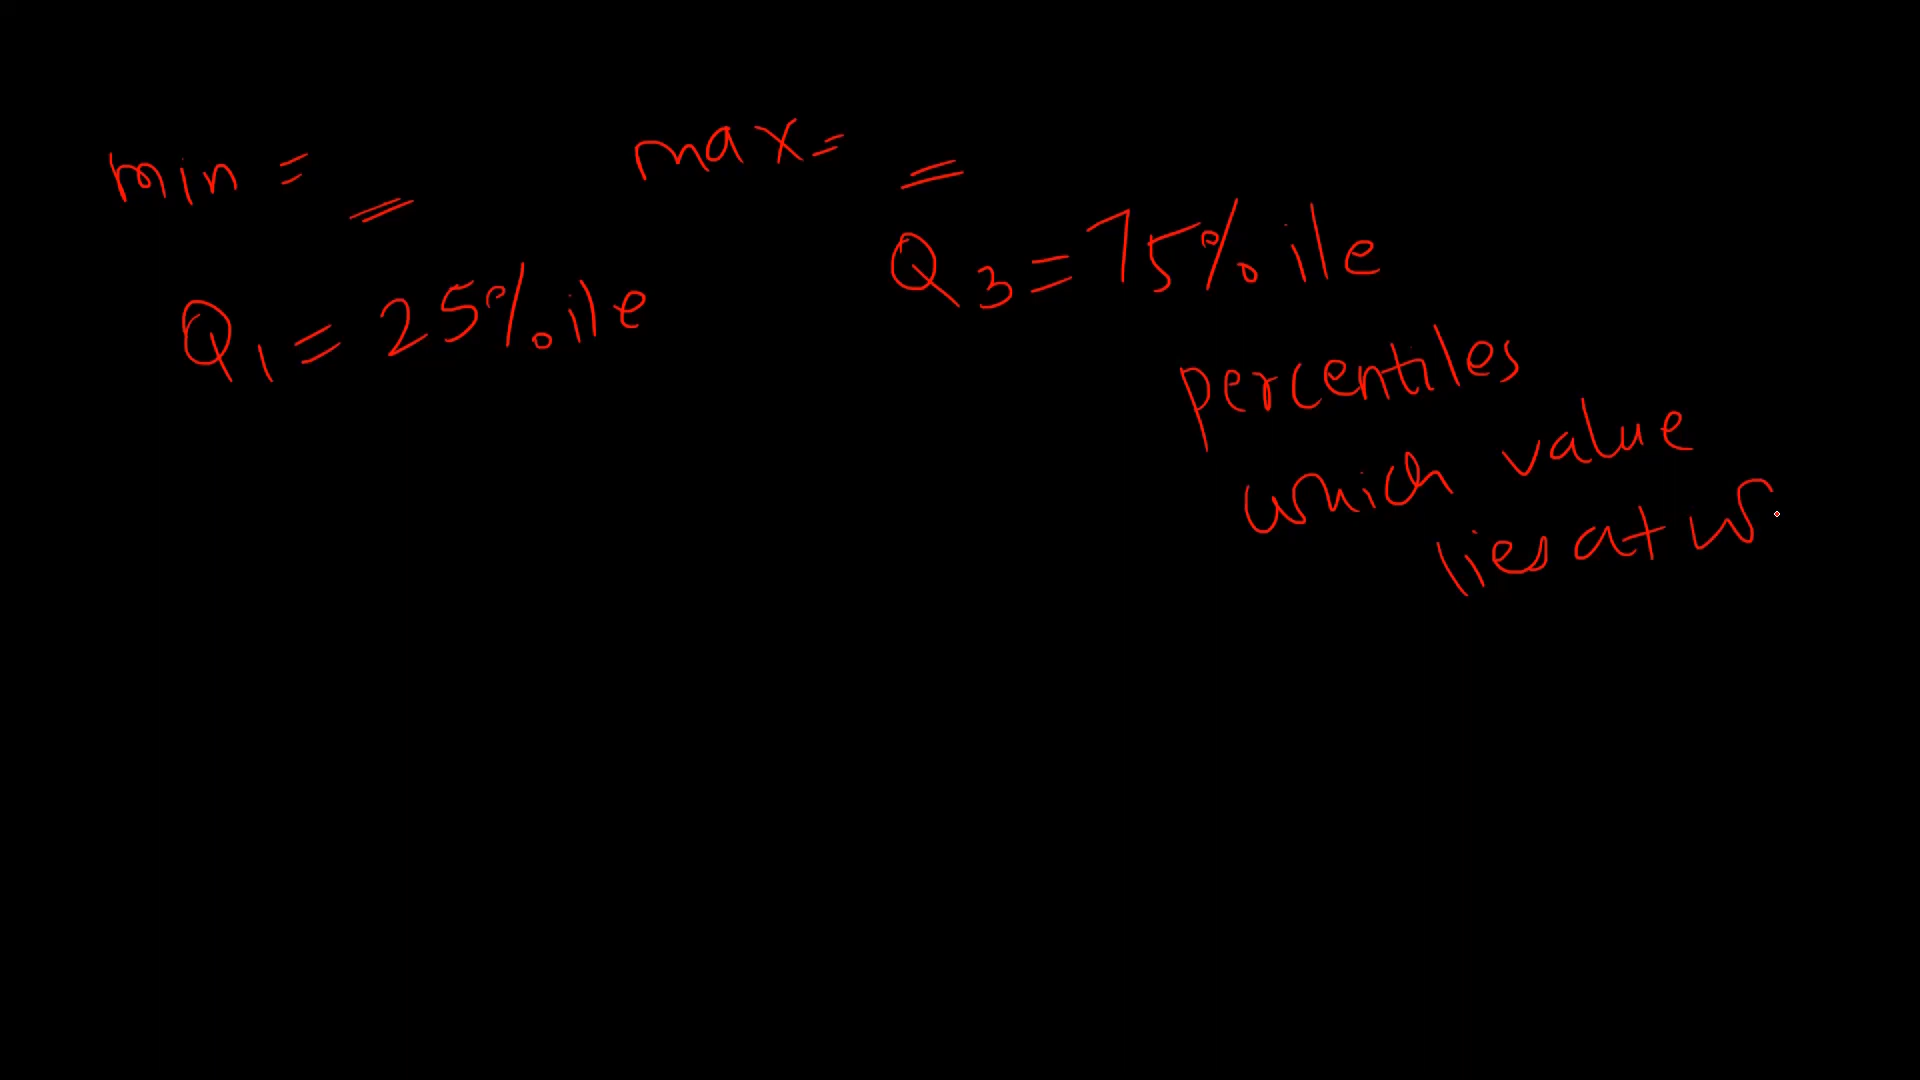 min = =
max = =
Q1 = 25%ile
Q3 = 75%ile
percentiles
which value
lies at